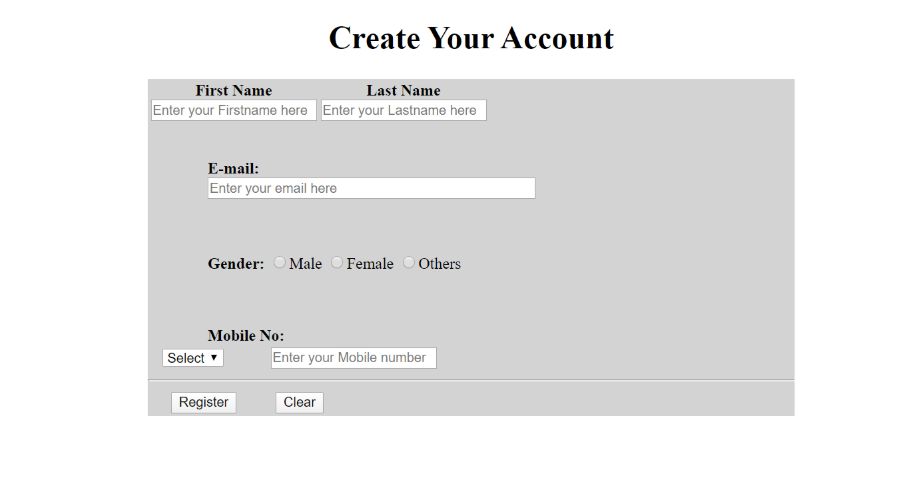 Create Your Account
First Name Last Name
Enter your Firstname here Enter your Lastname here
E-mail:
Enter your email here
Gender: Male Female Others
Mobile No:
Select Enter your Mobile number
Register Clear